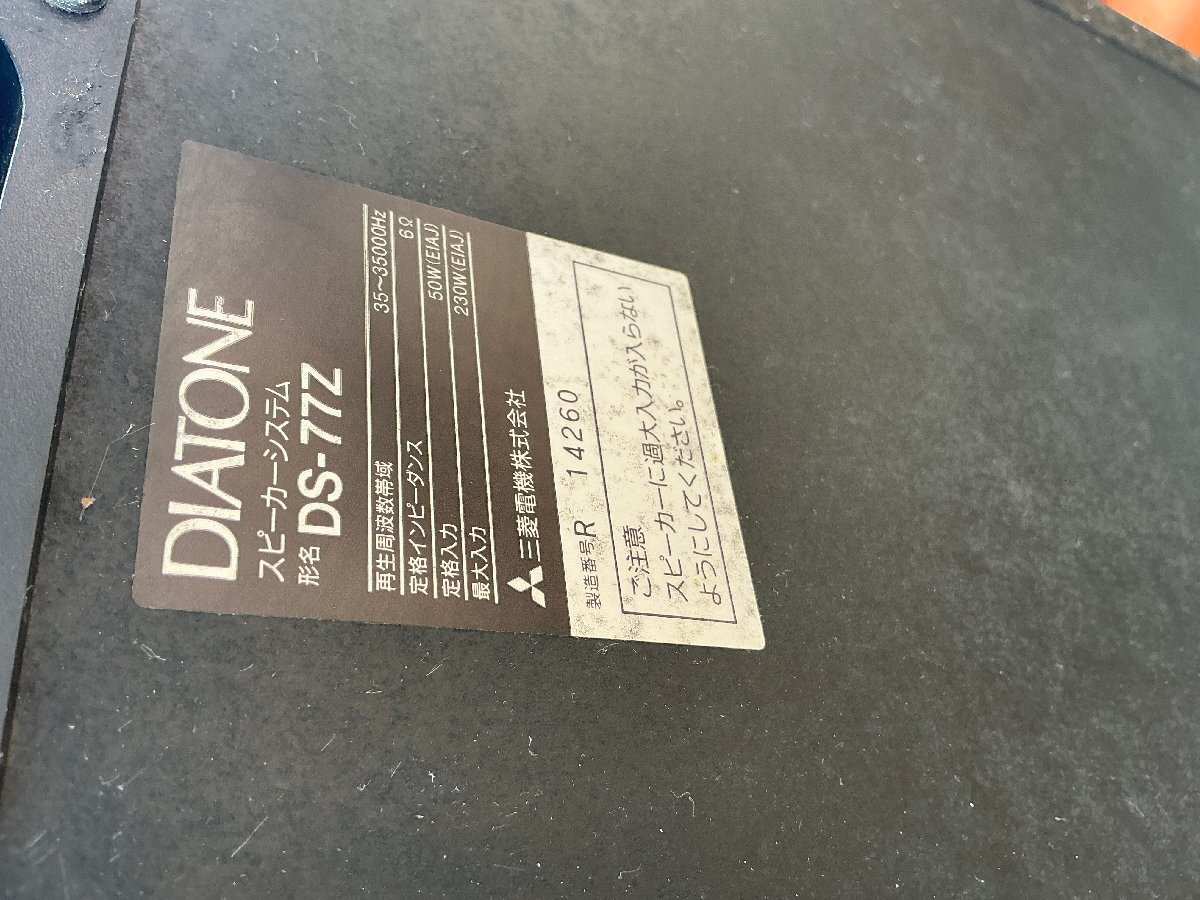 DIATONE
スピーカーシステム
形名 DS-77Z
再生周波数帯域 35~35000Hz
定格インピーダンス 6Ω
定格入力 50W(EIAJ)
最大入力 230W(EIAJ)
三菱電機株式会社
製造番号 R 14260
ご注意
スピーカーに過大入力が入らない
ようにしてください。